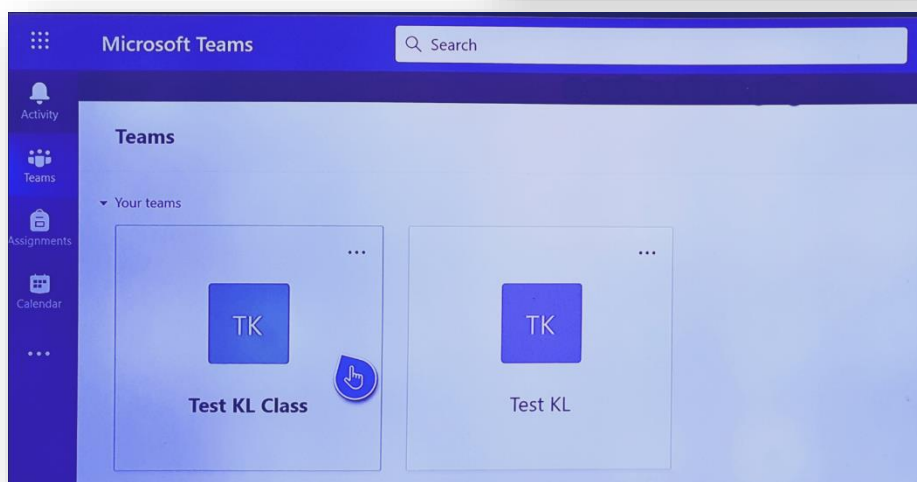 Microsoft Teams
Search
Activity
Teams
Assignments
Calendar
Teams
Your teams
TK
Test KL Class
TK
Test KL